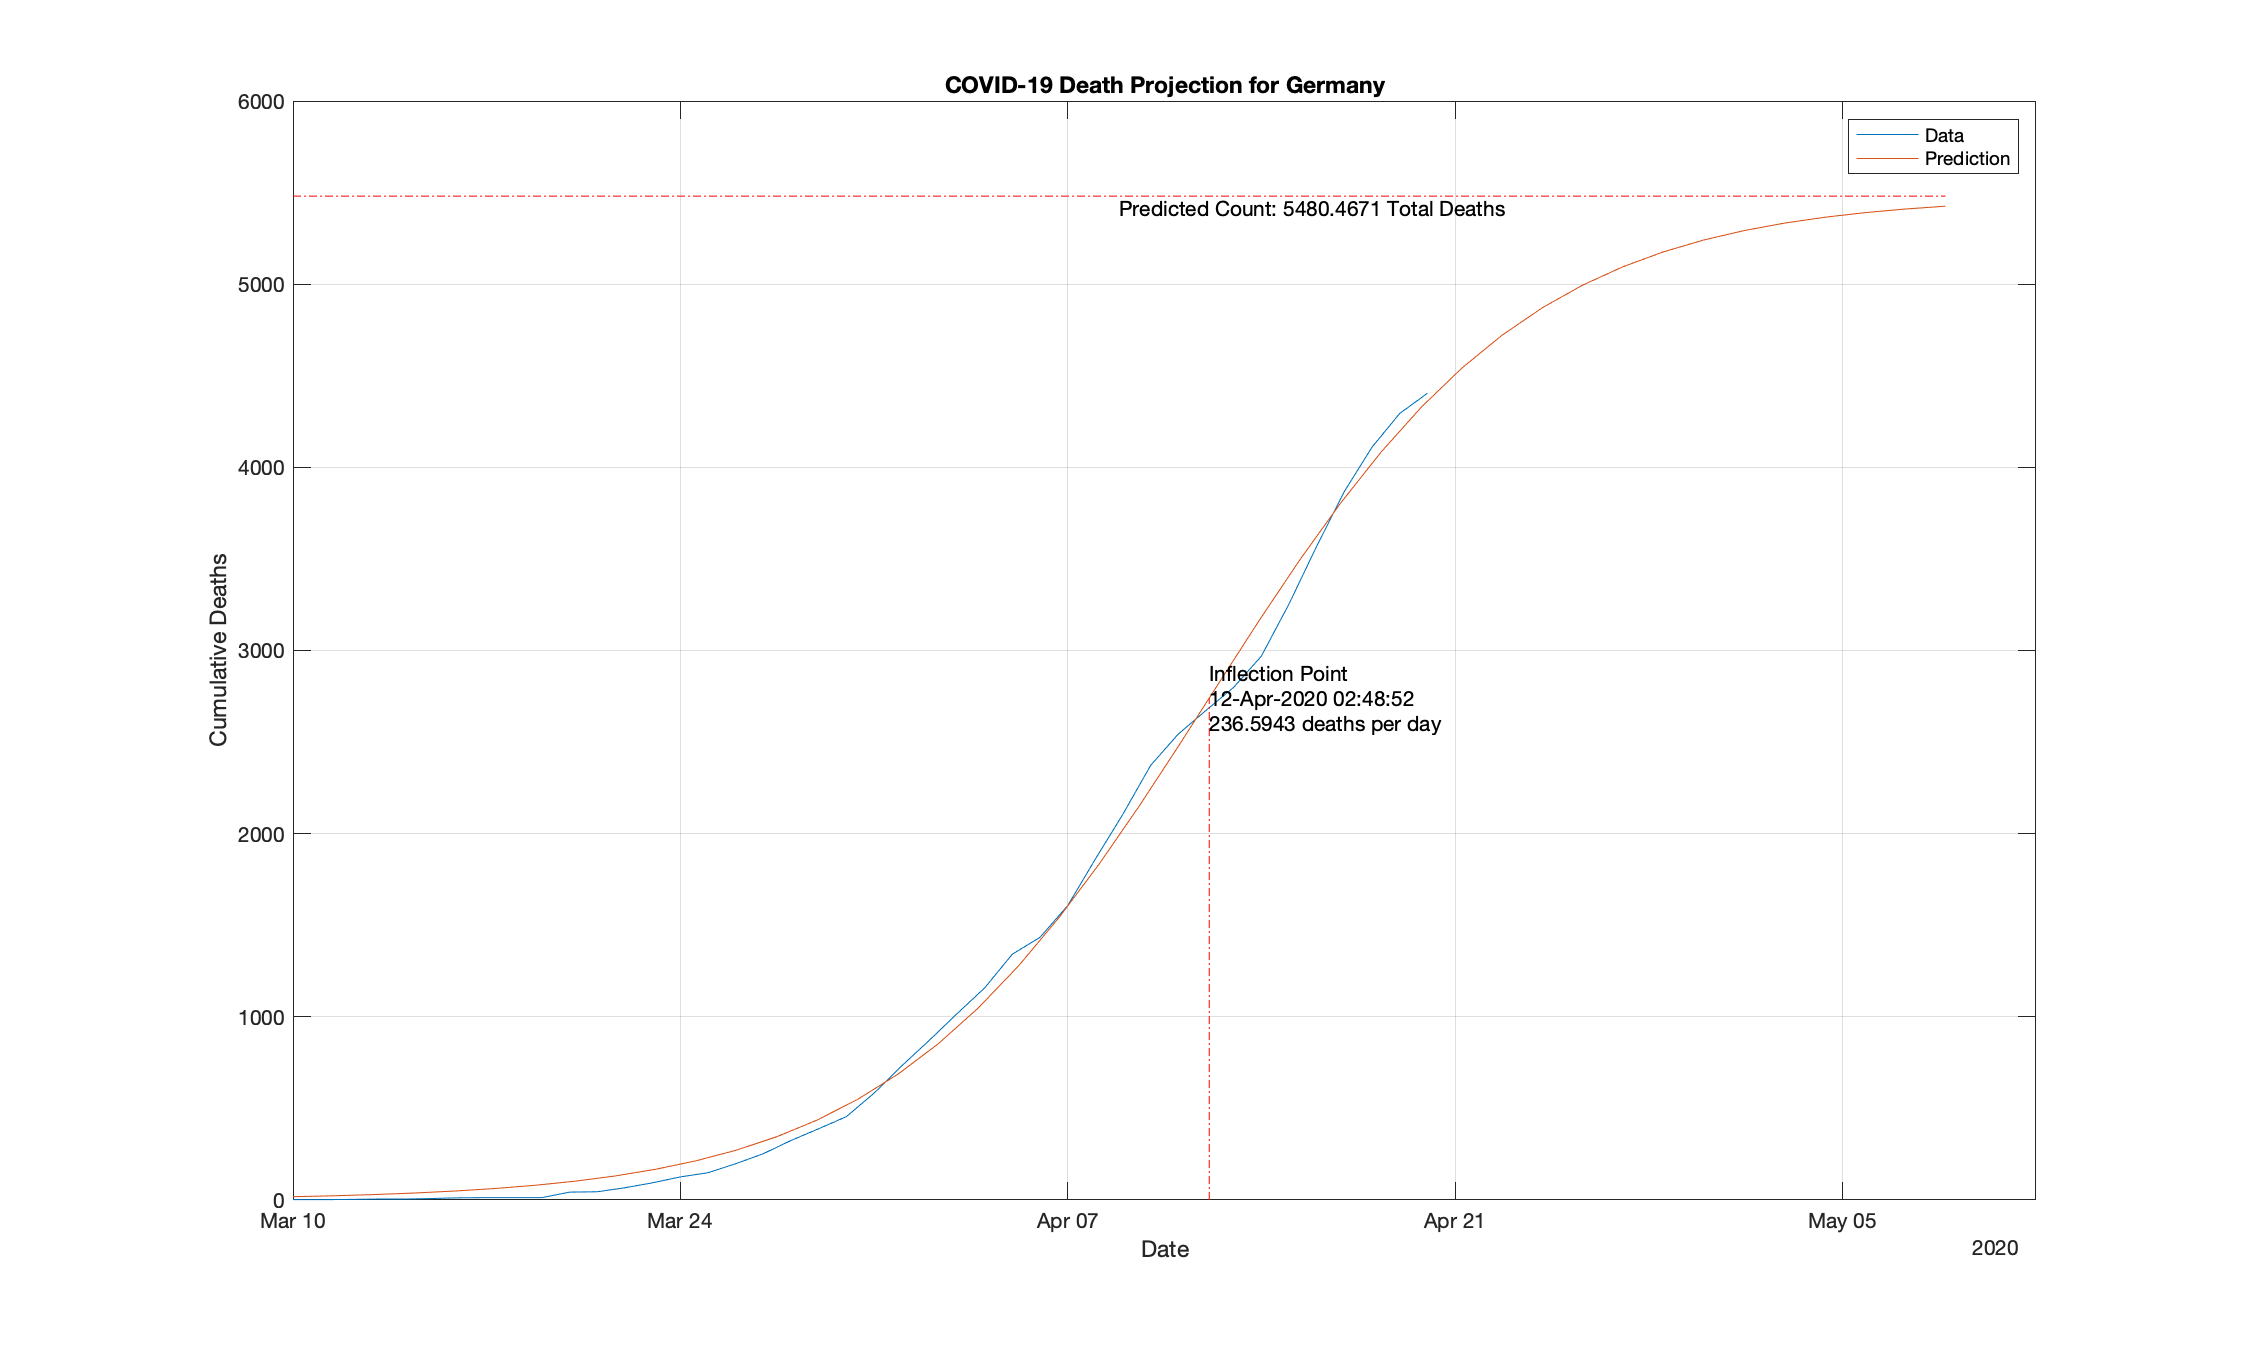 COVID-19 Death Projection for Germany
6000
5000
4000
3000
2000
1000
0
Cumulative Deaths
Data
Prediction
Predicted Count: 5480.4671 Total Deaths
Inflection Point
12-Apr-2020 02:48:52
236.5943 deaths per day
Mar 10
Mar 24
Apr 07
Apr 21
May 05
Date
2020